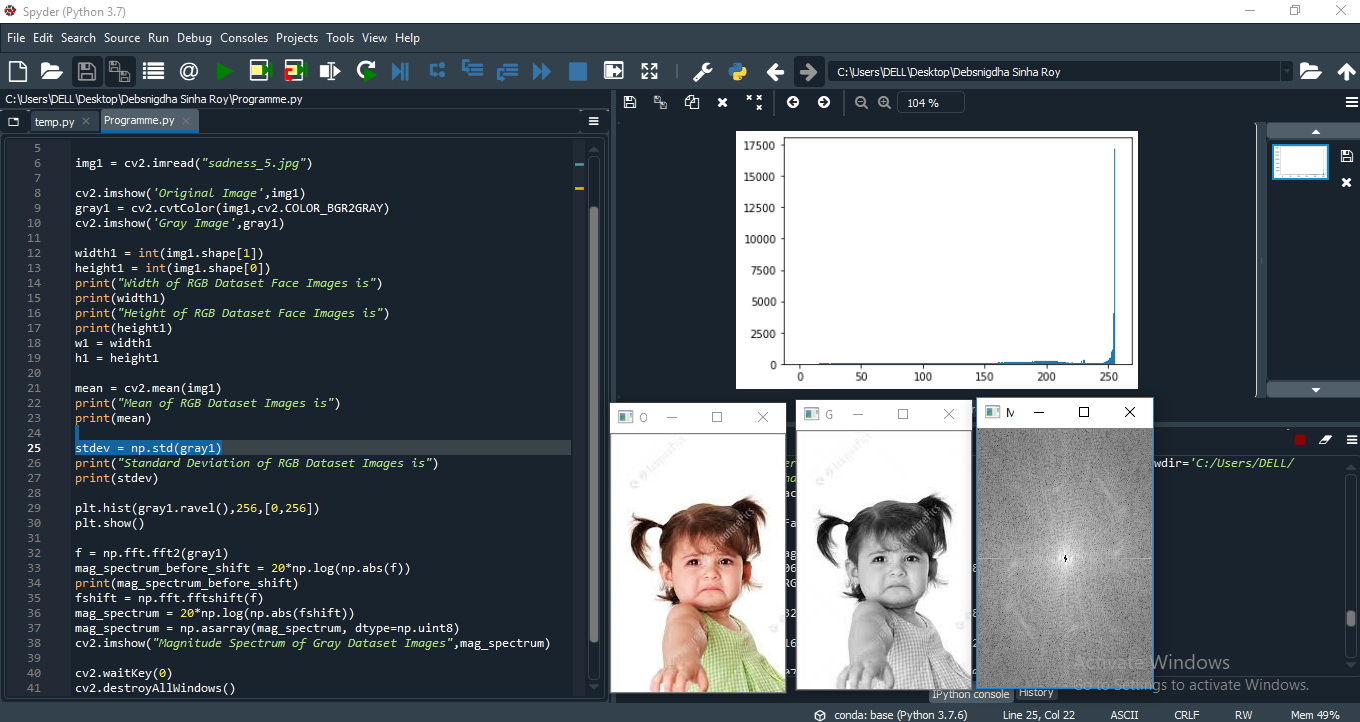 Spyder (Python 3.7)
File Edit Search Source Run Debug Consoles Projects Tools View Help
C:\Users\DELL\Desktop\Debsnigdha Sinha Roy
C:\Users\DELL\Desktop\Debsnigdha Sinha Roy\Programme.py
temp.py
Programme.py
5
6 img1 = cv2.imread("sadness_5.jpg")
7
8 cv2.imshow('Original Image',img1)
9 gray1 = cv2.cvtColor(img1,cv2.COLOR_BGR2GRAY)
10 cv2.imshow('Gray Image',gray1)
11
12 width1 = int(img1.shape[1])
13 height1 = int(img1.shape[0])
14 print("Width of RGB Dataset Face Images is")
15 print(width1)
16 print("Height of RGB Dataset Face Images is")
17 print(height1)
18 w1 = width1
19 h1 = height1
20
21 mean = cv2.mean(img1)
22 print("Mean of RGB Dataset Images is")
23 print(mean)
24
25 stdev = np.std(gray1)
26 print("Standard Deviation of RGB Dataset Images is")
27 print(stdev)
28
29 plt.hist(gray1.ravel(),256,[0,256])
30 plt.show()
31
32 f = np.fft.fft2(gray1)
33 mag_spectrum_before_shift = 20*np.log(np.abs(f))
34 print(mag_spectrum_before_shift)
35 fshift = np.fft.fftshift(f)
36 mag_spectrum = 20*np.log(np.abs(fshift))
37 mag_spectrum = np.asarray(mag_spectrum, dtype=np.uint8)
38 cv2.imshow("Magnitude Spectrum of Gray Dataset Images",mag_spectrum)
39
40 cv2.waitKey(0)
41 cv2.destroyAllWindows()
104 %
17500
15000
12500
10000
7500
5000
2500
0
0 50 100 150 200 250
O
G
M
wdir='C:/Users/DELL/
Activate Windows
Go to Settings to activate Windows.
IPython console
History
conda: base (Python 3.7.6)
Line 25, Col 22
ASCII
CRLF
RW
Mem 49%